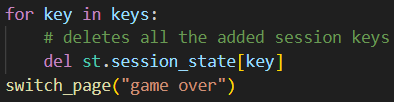 for key in keys:
    # deletes all the added session keys
    del st.session_state[key]
switch_page("game over")